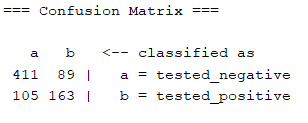 === Confusion Matrix ===
a b <-- classified as
411 89 | a = tested_negative
105 163 | b = tested_positive